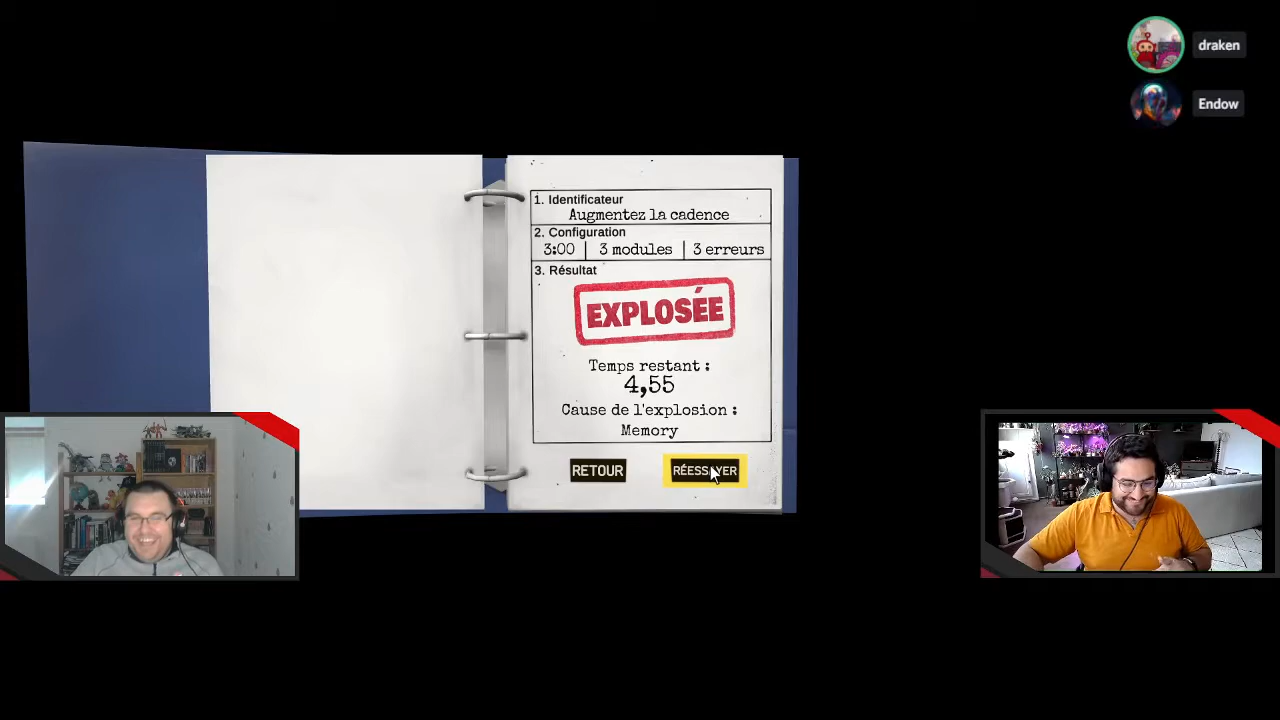 draken
Endow
1. Identificateur
Augmentez la cadence
2. Configuration
3:00 | 3 modules | 3 erreurs
3. Résultat
EXPLOSÉE
Temps restant :
4,55
Cause de l'explosion :
Memory
RETOUR
RÉESSAYER